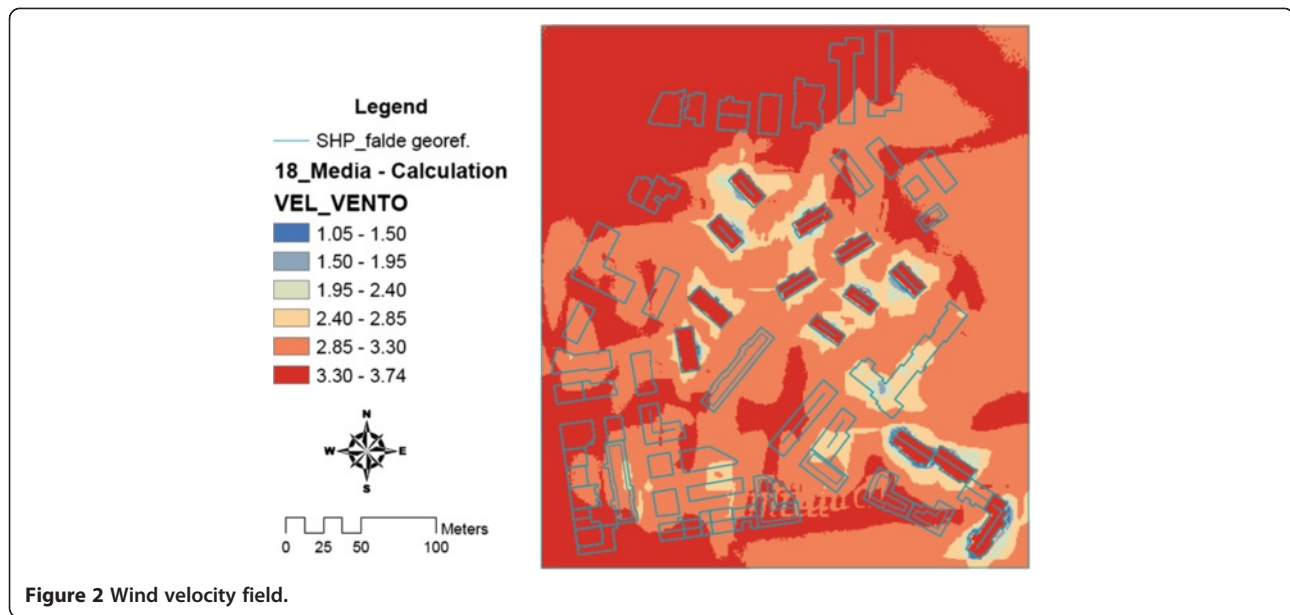 Legend
SHP_falde georef.
18_Media - Calculation
VEL_VENTO
1.05 - 1.50
1.50 - 1.95
1.95 - 2.40
2.40 - 2.85
2.85 - 3.30
3.30 - 3.74
N
W E
S
Meters
0 25 50 100
Figure 2 Wind velocity field.